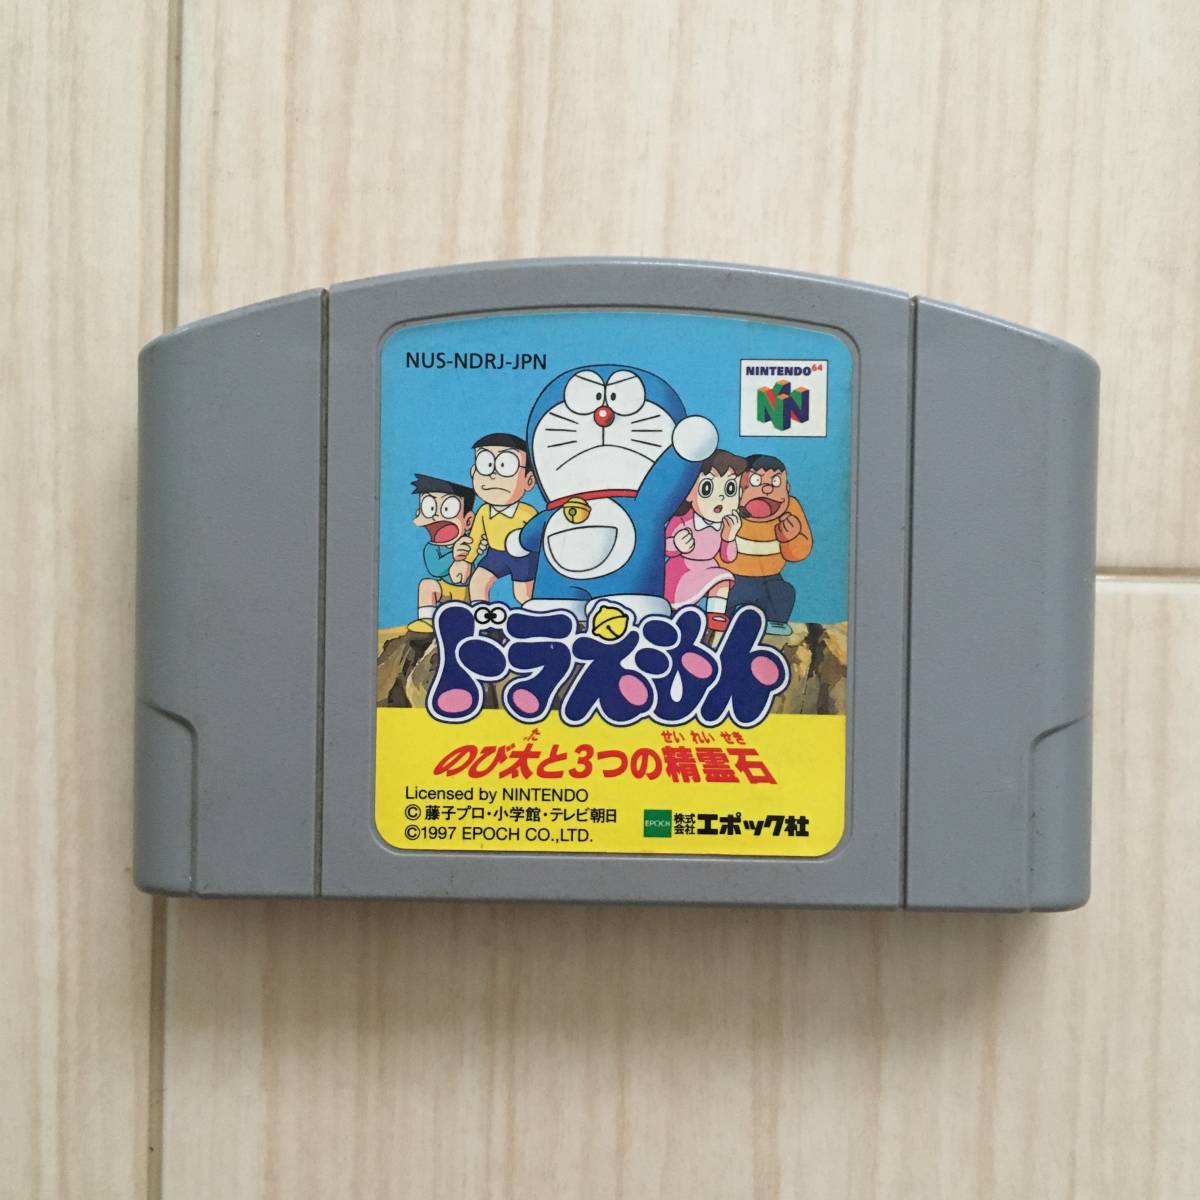 NUS-NDRJ-JPN
NINTENDO64
ドラえもん
のび太と3つの精霊石
た
せいれいせき
Licensed by NINTENDO
©藤子プロ・小学館・テレビ朝日
©1997 EPOCH CO.,LTD.
EPOCH
株式会社エポック社